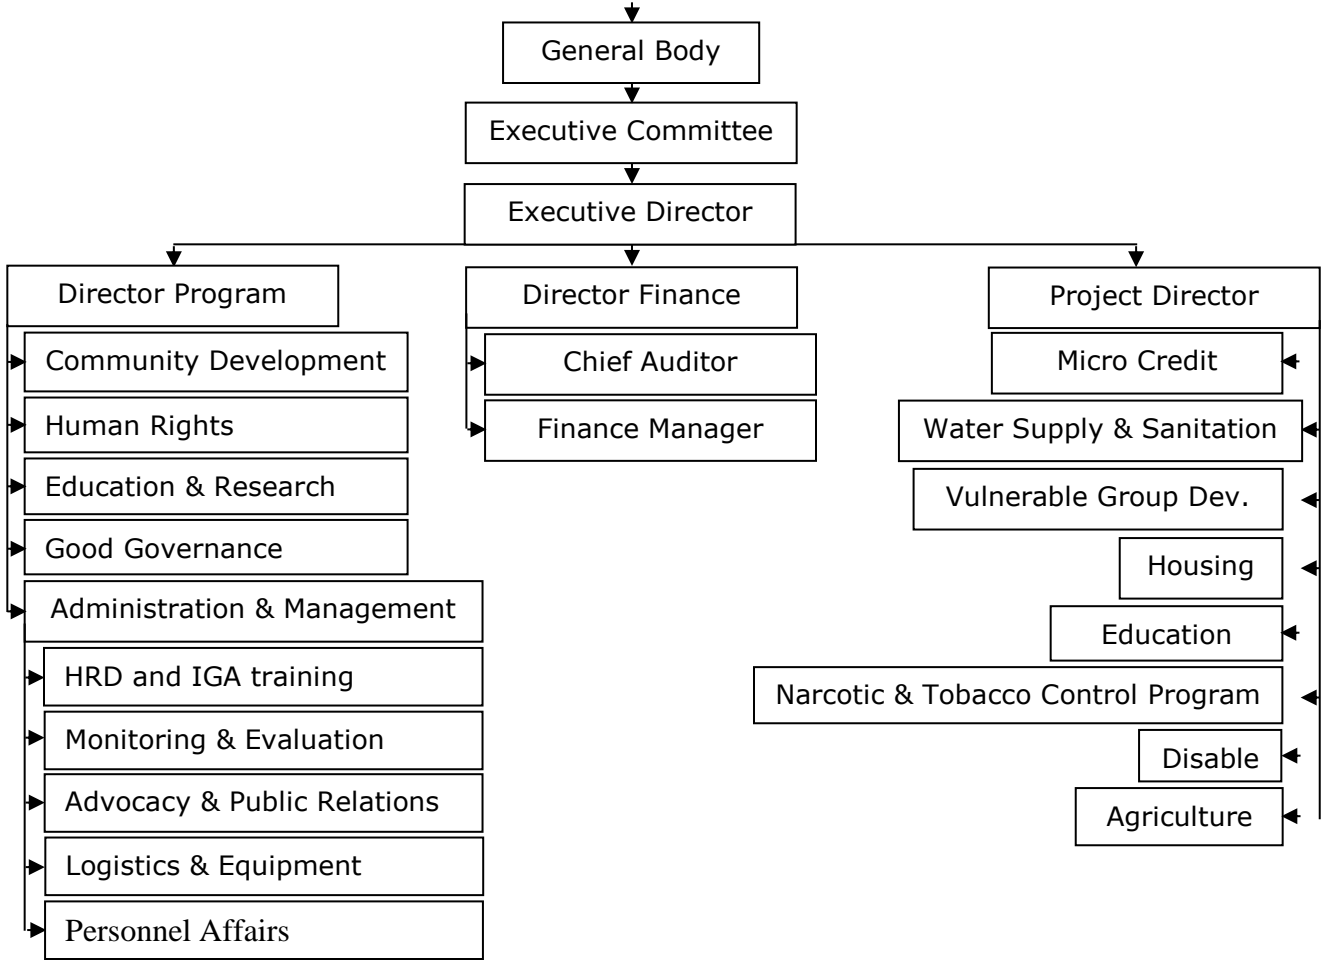 General Body
Executive Committee
Executive Director
Director Program
Community Development
Human Rights
Education & Research
Good Governance
Administration & Management
HRD and IGA training
Monitoring & Evaluation
Advocacy & Public Relations
Logistics & Equipment
Personnel Affairs
Director Finance
Chief Auditor
Finance Manager
Project Director
Micro Credit
Water Supply & Sanitation
Vulnerable Group Dev.
Housing
Education
Narcotic & Tobacco Control Program
Disable
Agriculture